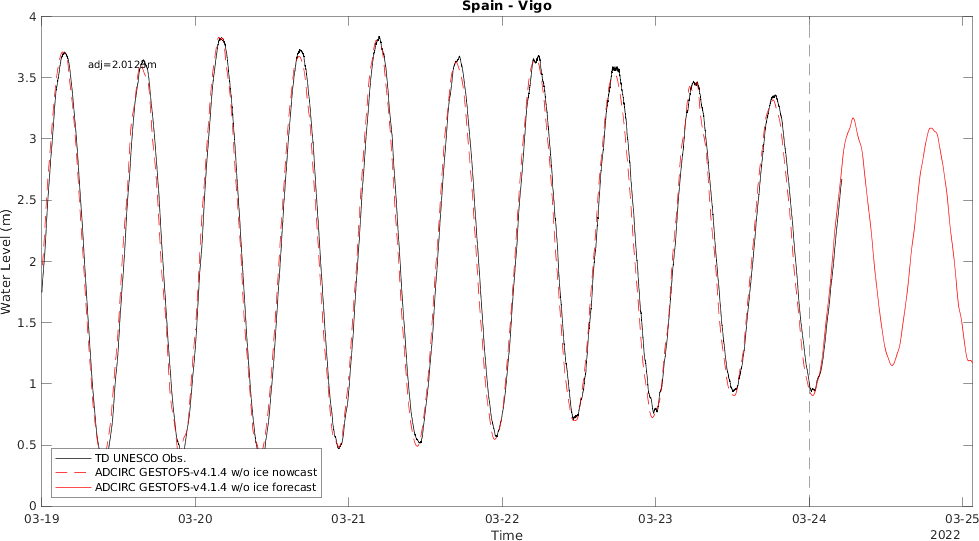 Spain - Vigo
4
adj=2.0123m
3.5
3
2.5
2
1.5
1
0.5
0
Water Level (m)
TD UNESCO Obs.
ADCIRC GESTOFS-v4.1.4 w/o ice nowcast
ADCIRC GESTOFS-v4.1.4 w/o ice forecast
03-19 03-20 03-21 03-22 03-23 03-24 03-25
Time 2022